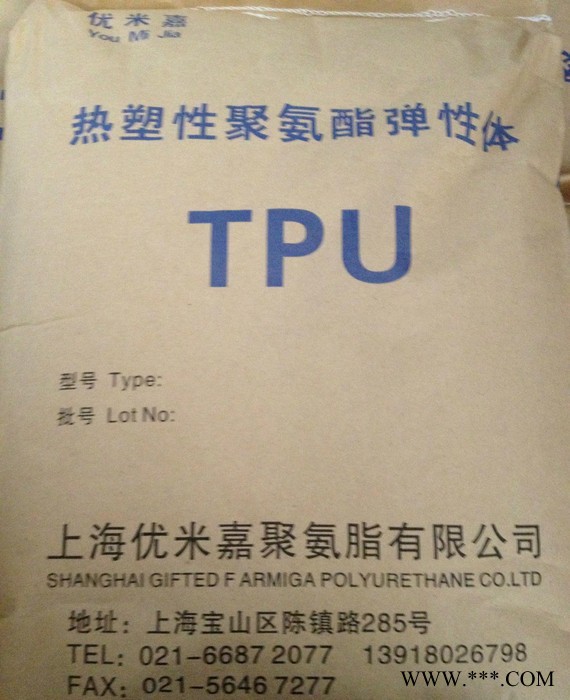 优米嘉
You Mi Jia
热塑性聚氨酯弹性体
TPU
型号 Type:
批号 Lot No:
上海优米嘉聚氨脂有限公司
SHANGHAI GIFTED F ARMIGA POLYURETHANE CO.LTD
地址：上海宝山区陈镇路285号
TEL：021-6687 2077 13918026798
FAX：021-5646 7277
WWW.***.COM